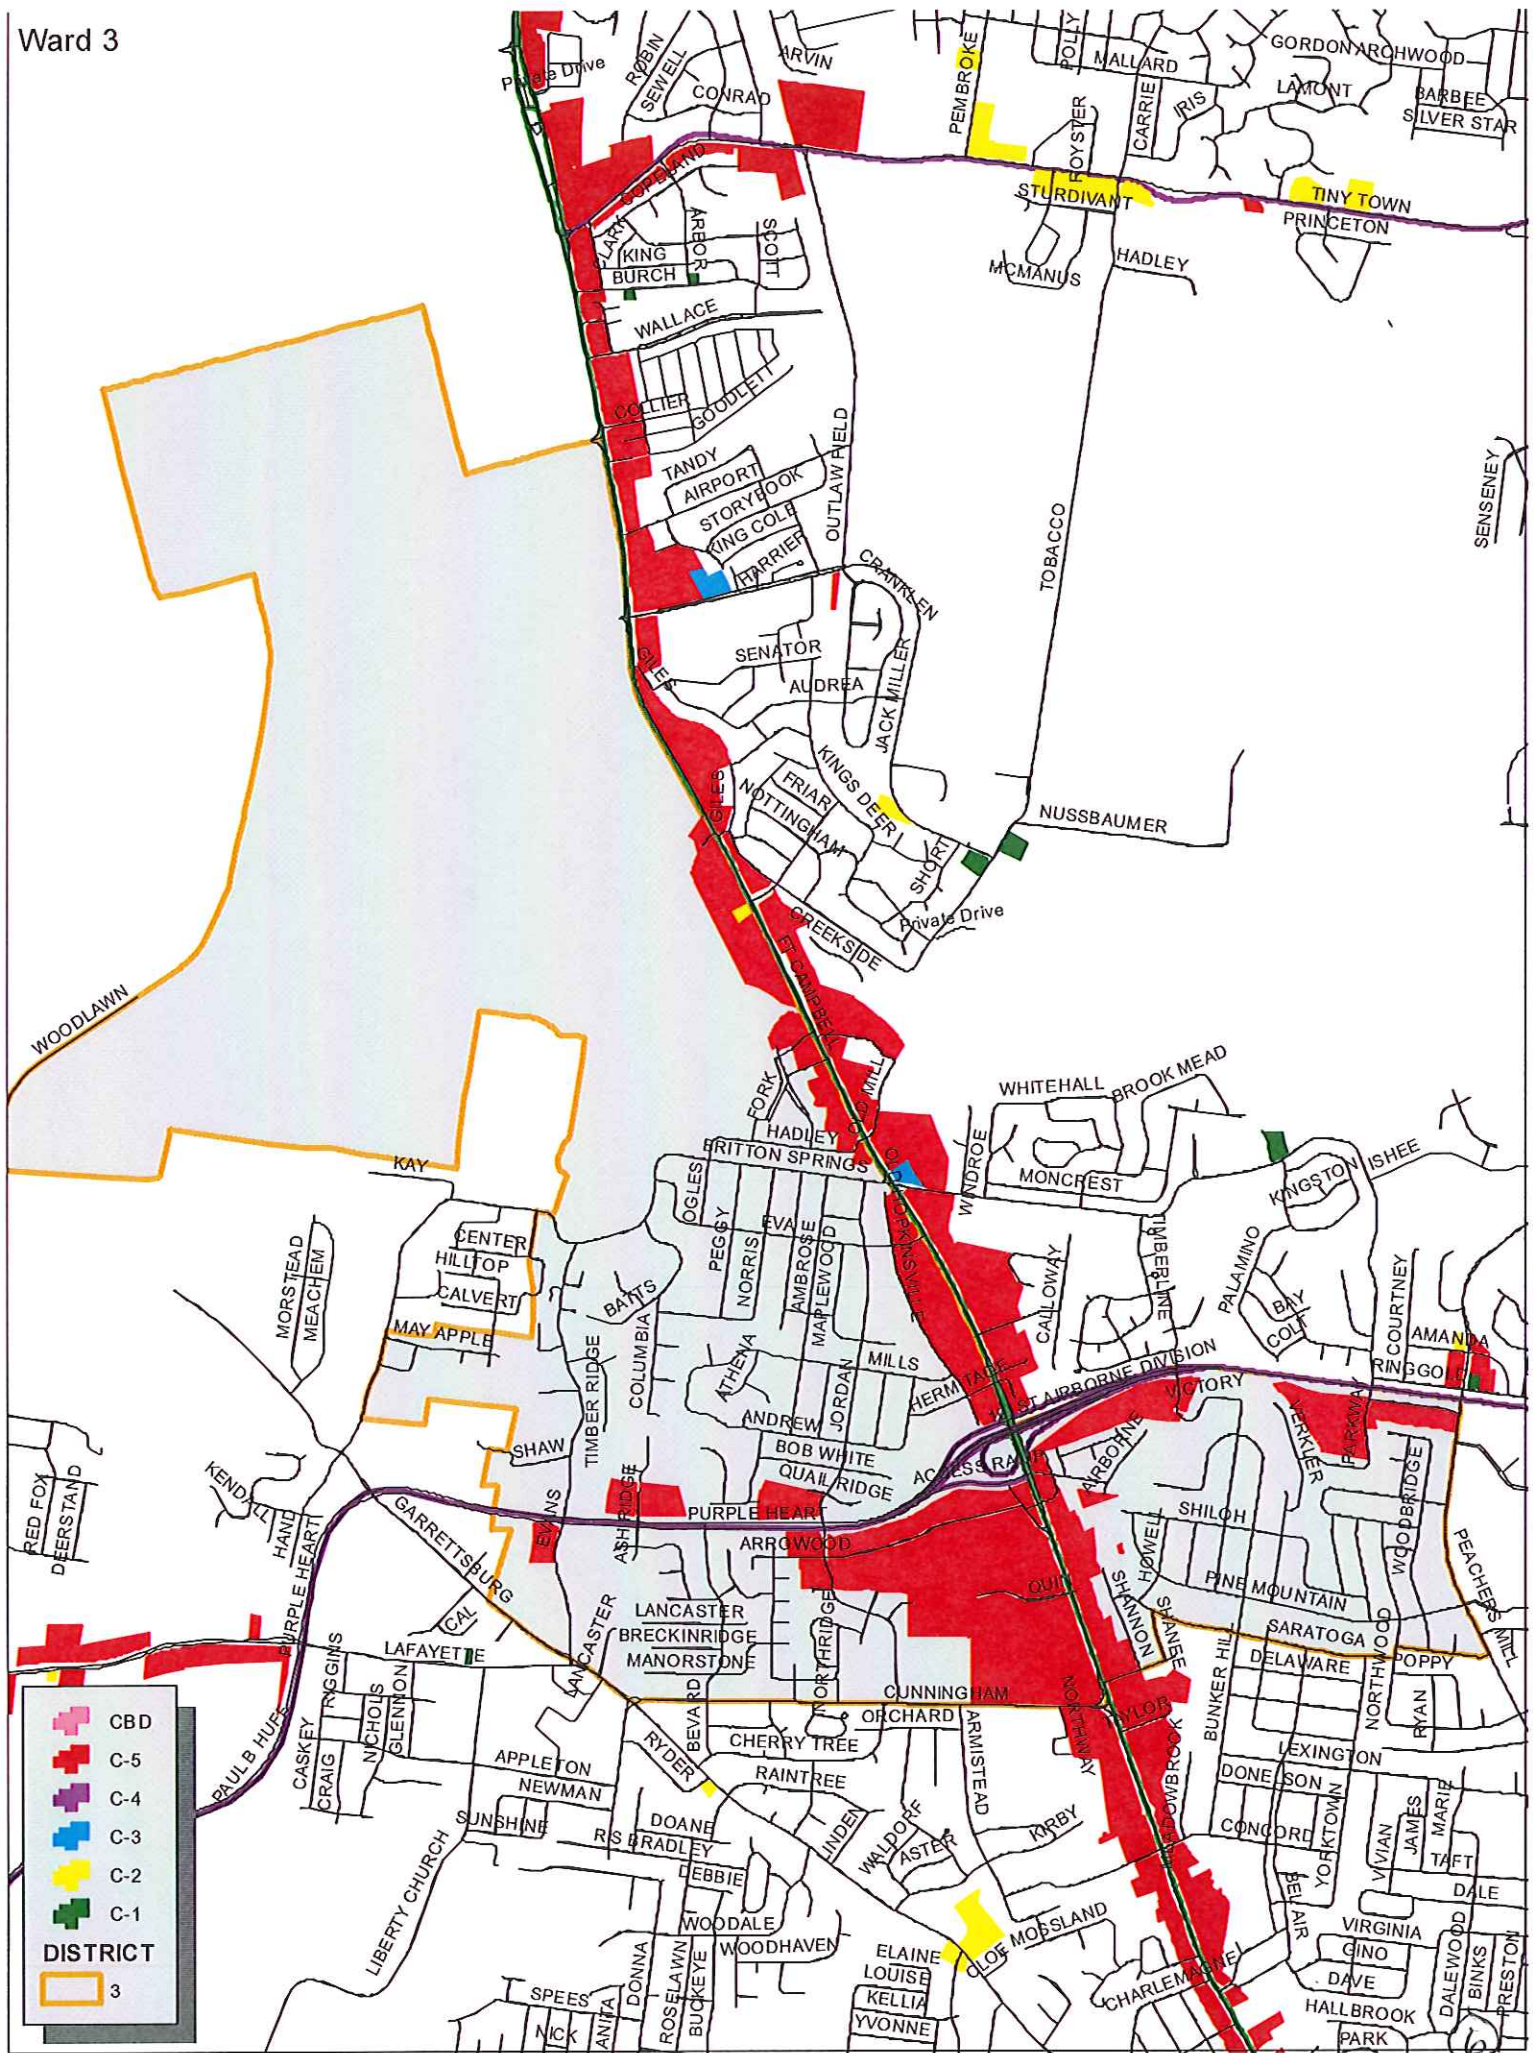 Ward 3
Private Drive
ROBIN
SEWELL
CONRAD
ARVIN
PEMBROKE
POLLY
MALLARD
GORDON
ARCHWOOD
LAMONT
BARBEE
SILVER STAR
IRIS
CARRIE
ROYSTER
COPELAND
STURDIVANT
TINY TOWN
PRINCETON
CLARK
KING
BURCH
ARBOR
SCOTT
MCMANUS
HADLEY
WALLACE
COLLIER
GOODLETT
OUTLAW FIELD
TANDY
AIRPORT
STORYBOOK
KING COLE
HARRIER
CRANKLEN
TOBACCO
SENSENEY
GILES
SENATOR
AUDREA
JACK MILLER
GILES
KINGS DEER
FRIAR
NOTTINGHAM
SHORT
NUSSBAUMER
Private Drive
CREEKSIDE
FT CAMPBELL
WOODLAWN
FORK
OLD MILL
WHITEHALL
BROOK MEAD
HADLEY
BRITTON SPRINGS
WINDROE
MONCREST
KINGSTON
ISHEE
KAY
OGLES
PEGGY
EVA
NORRIS
AMBROSE
MAPLEWOOD
OLD HOPKINSVILLE
CENTER
HILLTOP
CALVERT
MAY APPLE
MORSTEAD
MEACHEM
BATTS
COLUMBIA
TIMBER RIDGE
ATHENA
JORDAN
MILLS
HERMITAGE
CALLOWAY
TIMBERLINE
PALAMINO
BAY
COLT
COURTNEY
AMANDA
RINGGOLD
101ST AIRBORNE DIVISION
VICTORY
ANDREW
BOB WHITE
QUAIL RIDGE
ACCESS RAMP
AIRBORNE
VERKLER
PARKWAY
WOODBRIDGE
SHAW
KENDALL
HAND
RED FOX
DEERSTAND
GARRETTSBURG
EVANS
ASHRIDGE
PURPLE HEART
ARROWOOD
PURPLE HEART
SHILOH
HOWELL
PINE MOUNTAIN
PEACHERS MILL
QUIN
SHANNON
SHANEE
SARATOGA
CAL
LANCASTER
LANCASTER
BRECKINRIDGE
MANORSTONE
NORTHRIDGE
LAFAYETTE
DELAWARE
POPPY
BUNKER HILL
NORTHWOOD
RYAN
CUNNINGHAM
ORCHARD
NORTHWAY
TAYLOR
TRIGGINS
NICHOLS
GLENNON
CASKEY
CRAIG
PAUL B HUFF
BEVARD
RYDER
CHERRY TREE
RAINTREE
ARMISTEAD
MEADOWBROOK
LEXINGTON
DONELSON
APPLETON
NEWMAN
SUNSHINE
DOANE
RS BRADLEY
DEBBIE
LINDEN
WALDORF
ASTER
KIRBY
CONCORD
YORKTOWN
VIVIAN
JAMES
MARIE
TAFT
DALE
BEL AIR
LIBERTY CHURCH
WOODALE
WOODHAVEN
ELAINE
LOUISE
KELLIA
YVONNE
CLOE
MOSSLAND
CHARLEMAGNE
VIRGINIA
GINO
DAVE
HALLBROOK
PARK
DALEWOOD
BINKS
PRESTON
SPEES
NICK
ANITA
DONNA
ROSELAWN
BUCKEYE
CBD
C-5
C-4
C-3
C-2
C-1
DISTRICT
3